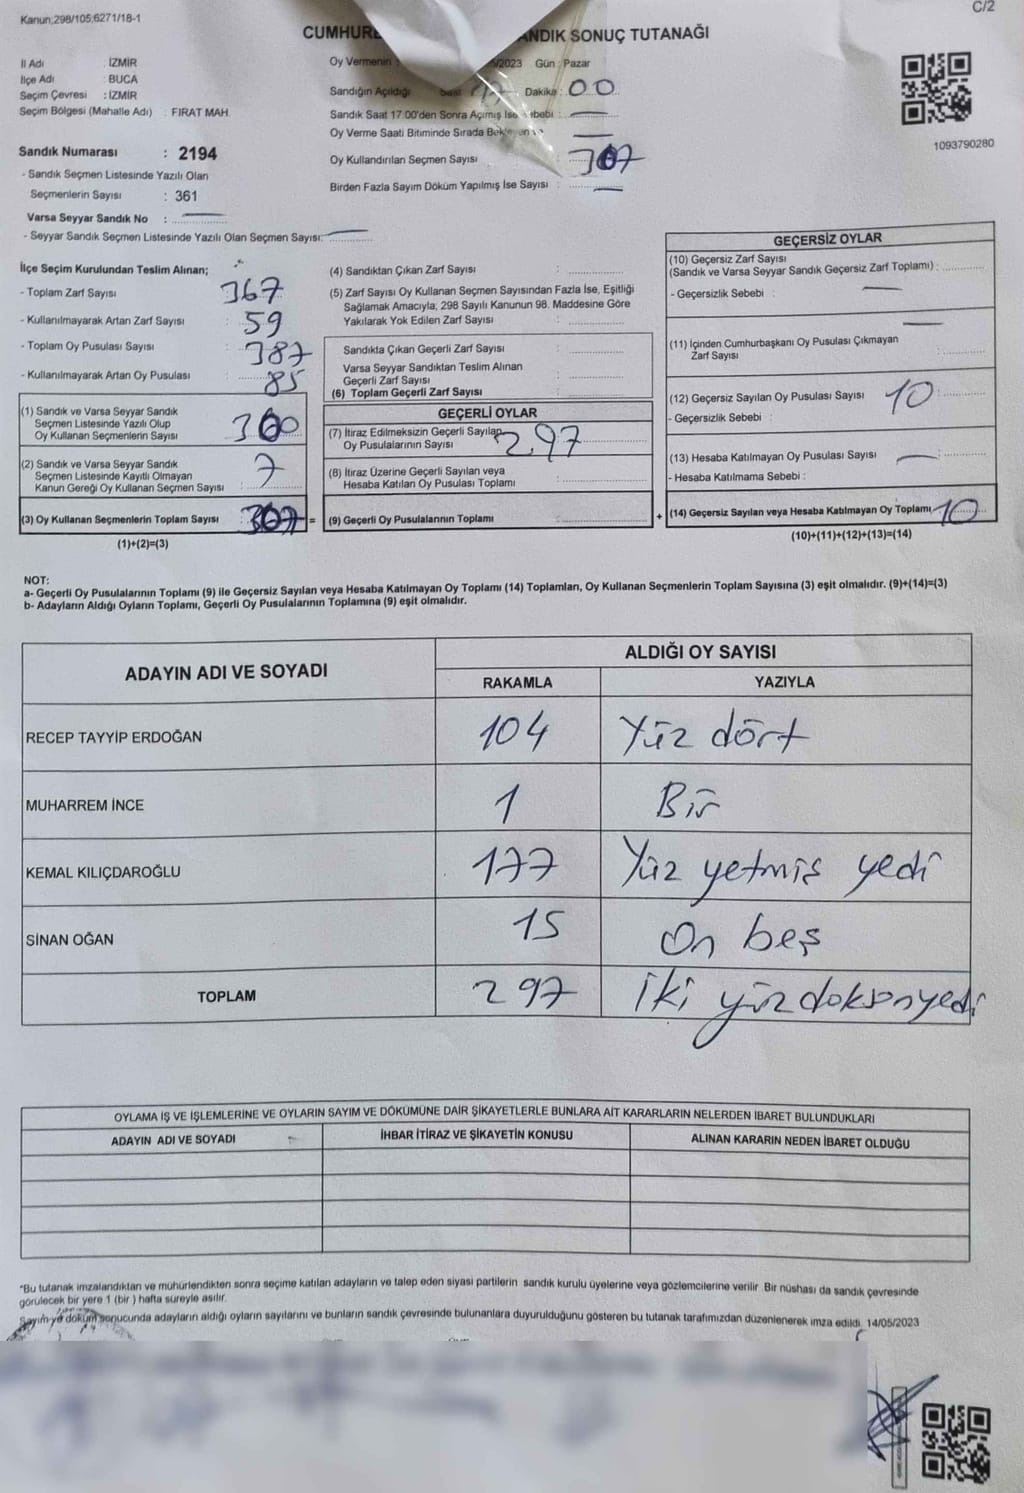 Kanun;298/105;6271/18-1
C/2
CUMHUR
ANDIK SONUÇ TUTANAĞI
İl Adı : İZMİR
İlçe Adı : BUCA
Seçim Çevresi : İZMİR
Seçim Bölgesi (Mahalle Adı) : FIRAT MAH.
Sandık Numarası : 2194
- Sandık Seçmen Listesinde Yazılı Olan
Seçmenlerin Sayısı : 361
Varsa Seyyar Sandık No :
- Seyyar Sandık Seçmen Listesinde Yazılı Olan Seçmen Sayısı:
Oy Vermenin : 5/2023 Gün : Pazar
Sandığın Açıldığı Saat Dakika : 00
Sandık Saat 17:00'den Sonra Açımış İse Sebebi :
Oy Verme Saati Bitiminde Sırada
Oy Kullandırılan Seçmen Sayısı 367
Birden Fazla Sayım Döküm Yapılmış İse Sayısı :
1093790280
İlçe Seçim Kurulundan Teslim Alınan;
- Toplam Zarf Sayısı : 367
- Kullanılmayarak Artan Zarf Sayısı : 59
- Toplam Oy Pusulası Sayısı : 387
- Kullanılmayarak Artan Oy Pusulası : 85
(1) Sandık ve Varsa Seyyar Sandık
Seçmen Listesinde Yazılı Olup
Oy Kullanan Seçmenlerin Sayısı : 360
(2) Sandık ve Varsa Seyyar Sandık
Seçmen Listesinde Kayıtlı Olmayan
Kanun Gereği Oy Kullanan Seçmen Sayısı : 7
(3) Oy Kullanan Seçmenlerin Toplam Sayısı : 367 =
(1)+(2)=(3)
(4) Sandıktan Çıkan Zarf Sayısı :
(5) Zarf Sayısı Oy Kullanan Seçmen Sayısından Fazla İse, Eşitliği
Sağlamak Amacıyla, 298 Sayılı Kanunun 98. Maddesine Göre
Yakılarak Yok Edilen Zarf Sayısı :
Sandıkta Çıkan Geçerli Zarf Sayısı :
Varsa Seyyar Sandıktan Teslim Alınan
Geçerli Zarf Sayısı :
(6) Toplam Geçerli Zarf Sayısı :
GEÇERLİ OYLAR
(7) İtiraz Edilmeksizin Geçerli Sayılan
Oy Pusulalarının Sayısı 297
(8) İtiraz Üzerine Geçerli Sayılan veya
Hesaba Katılan Oy Pusulası Toplamı :
(9) Geçerli Oy Pusulalarının Toplamı : +
GEÇERSİZ OYLAR
(10) Geçersiz Zarf Sayısı
(Sandık ve Varsa Seyyar Sandık Geçersiz Zarf Toplamı) :
- Geçersizlik Sebebi :
(11) İçinden Cumhurbaşkanı Oy Pusulası Çıkmayan
Zarf Sayısı :
(12) Geçersiz Sayılan Oy Pusulası Sayısı 10
- Geçersizlik Sebebi :
(13) Hesaba Katılmayan Oy Pusulası Sayısı :
- Hesaba Katılmama Sebebi :
(14) Geçersiz Sayılan veya Hesaba Katılmayan Oy Toplamı 10
(10)+(11)+(12)+(13)=(14)
NOT:
a- Geçerli Oy Pusulalarının Toplamı (9) ile Geçersiz Sayılan veya Hesaba Katılmayan Oy Toplamı (14) Toplamları, Oy Kullanan Seçmenlerin Toplam Sayısına (3) eşit olmalıdır. (9)+(14)=(3)
b- Adayların Aldığı Oyların Toplamı, Geçerli Oy Pusulalarının Toplamına (9) eşit olmalıdır.
ADAYIN ADI VE SOYADI
ALDIĞI OY SAYISI
RAKAMLA
YAZIYLA
RECEP TAYYİP ERDOĞAN 104 Yüz dört
MUHARREM İNCE 1 Bir
KEMAL KILIÇDAROĞLU 177 Yüz yetmiş yedi
SİNAN OĞAN 15 On beş
TOPLAM 297 İki yüz doksan yedi
OYLAMA İŞ VE İŞLEMLERİNE VE OYLARIN SAYIM VE DÖKÜMÜNE DAİR ŞİKAYETLERLE BUNLARA AİT KARARLARIN NELERDEN İBARET BULUNDUKLARI
ADAYIN ADI VE SOYADI
İHBAR İTİRAZ VE ŞİKAYETİN KONUSU
ALINAN KARARIN NEDEN İBARET OLDUĞU
*Bu tutanak imzalandıktan ve mühürlendikten sonra seçime katılan adayların ve talep eden siyasi partilerin sandık kurulu üyelerine veya gözlemcilerine verilir Bir nüshası da sandık çevresinde
görülecek bir yere 1 (bir) hafta süreyle asılır.
Sayım ve döküm sonucunda adayların aldığı oyların sayılarını ve bunların sandık çevresinde bulunanlara duyurulduğunu gösteren bu tutanak tarafımızdan düzenlenerek imza edildi. 14/05/2023